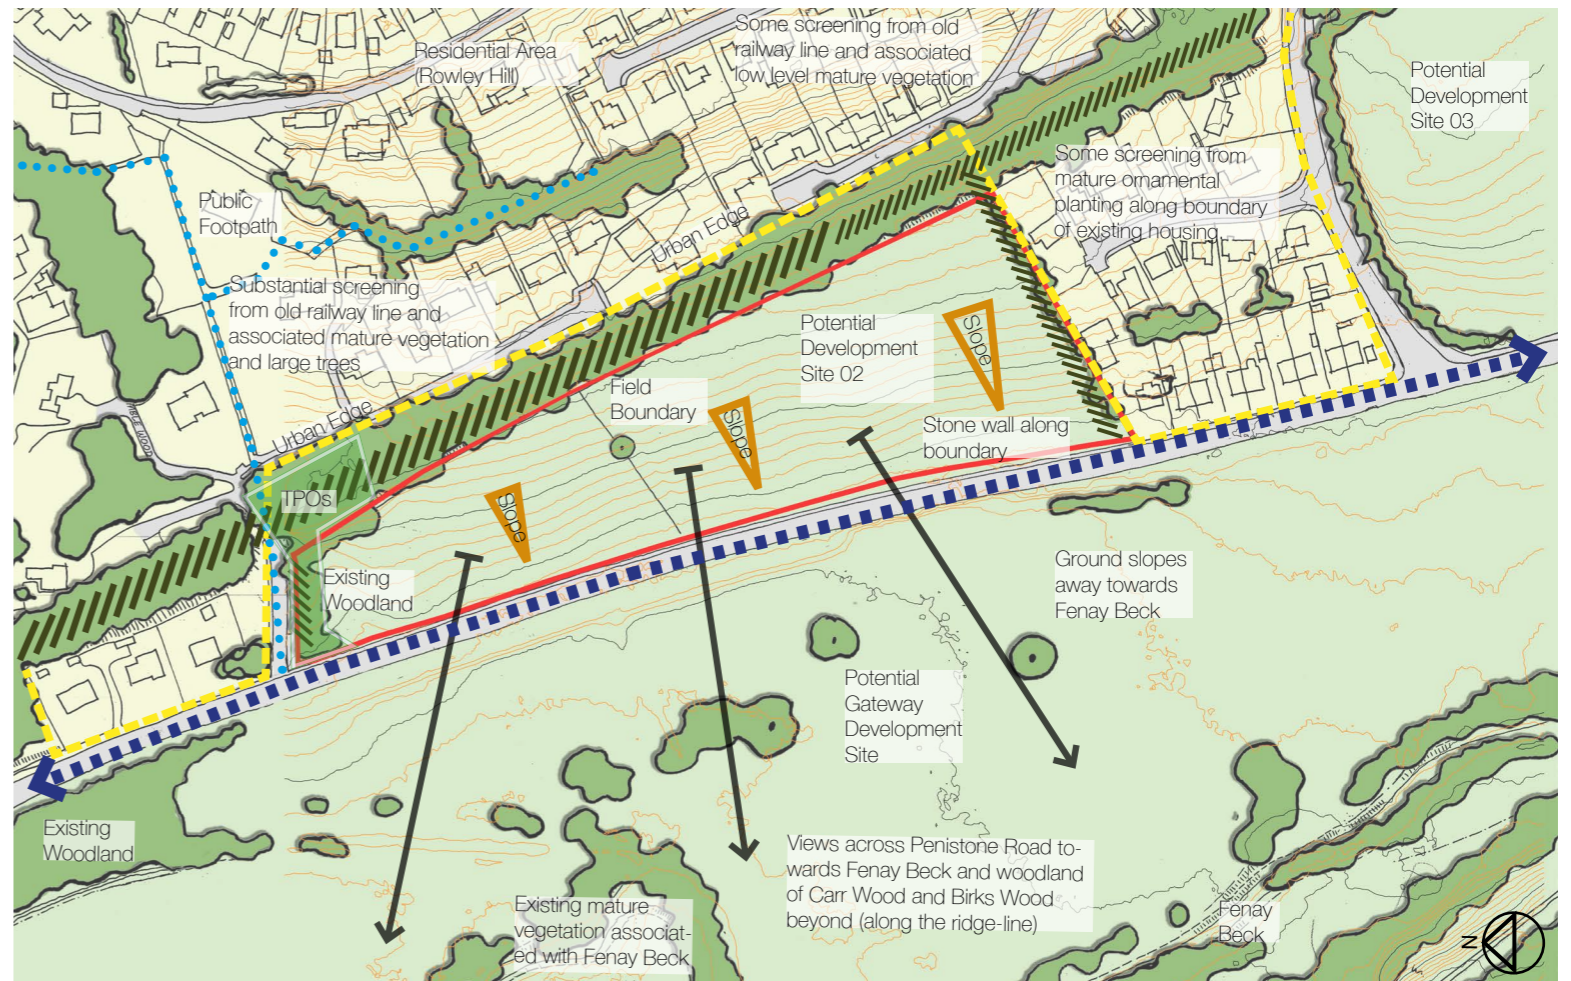 Residential Area
(Rowley Hill)
Some screening from old
railway line and associated
low level mature vegetation
Potential
Development
Site 03
Some screening from
mature ornamental
planting along boundary
of existing housing
Public
Footpath
Urban Edge
Substantial screening
from old railway line and
associated mature vegetation
and large trees
Potential
Development
Site 02
Slope
Field
Boundary
Slope
Stone wall along
boundary
Urban Edge
TPOs
Slope
Existing
Woodland
Ground slopes
away towards
Fenay Beck
Potential
Gateway
Development
Site
Existing
Woodland
Views across Penistone Road to-
wards Fenay Beck and woodland
of Carr Wood and Birks Wood
beyond (along the ridge-line)
Existing mature
vegetation associat-
ed with Fenay Beck
Fenay
Beck
N